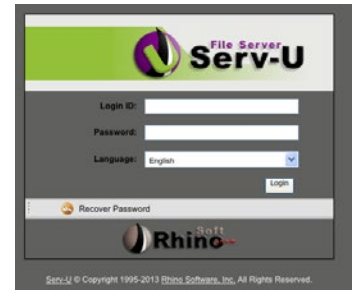 File Server
Serv-U
Login ID:
Password:
Language: English
Login
Recover Password
Rhino Soft
Serv-U © Copyright 1995-2013 Rhino Software, Inc. All Rights Reserved.